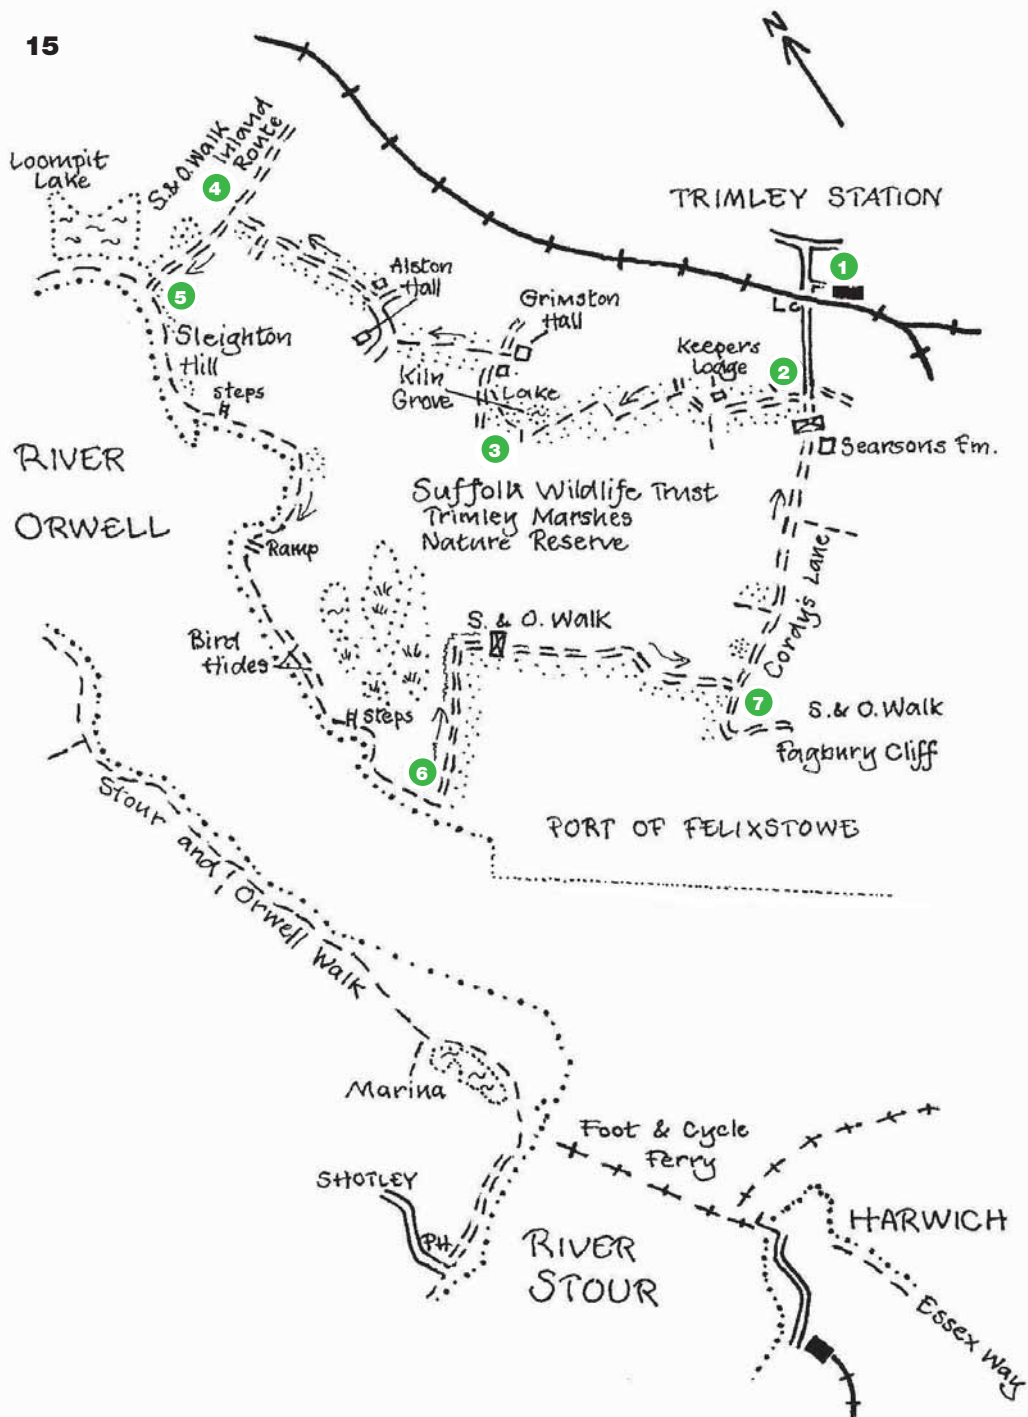 15
N
Loompit
Lake
S.& O. Walk
Inland
Route
4
TRIMLEY STATION
1
LC
5
Sleighton
Hill
Steps
Alston
Hall
Grimston
Hall
Kiln
Grove
Lake
Keepers
Lodge
2
3
Searsons Fm.
RIVER
ORWELL
Suffolk Wildlife Trust
Trimley Marshes
Nature Reserve
Ramp
Cordys Lane
Bird
Hides
S. & O. Walk
Steps
6
7
S.& O. Walk
Fagbury Cliff
PORT OF FELIXSTOWE
Stour and Orwell Walk
Marina
Foot & Cycle
Ferry
SHOTLEY
PH
RIVER
STOUR
HARWICH
Essex Way